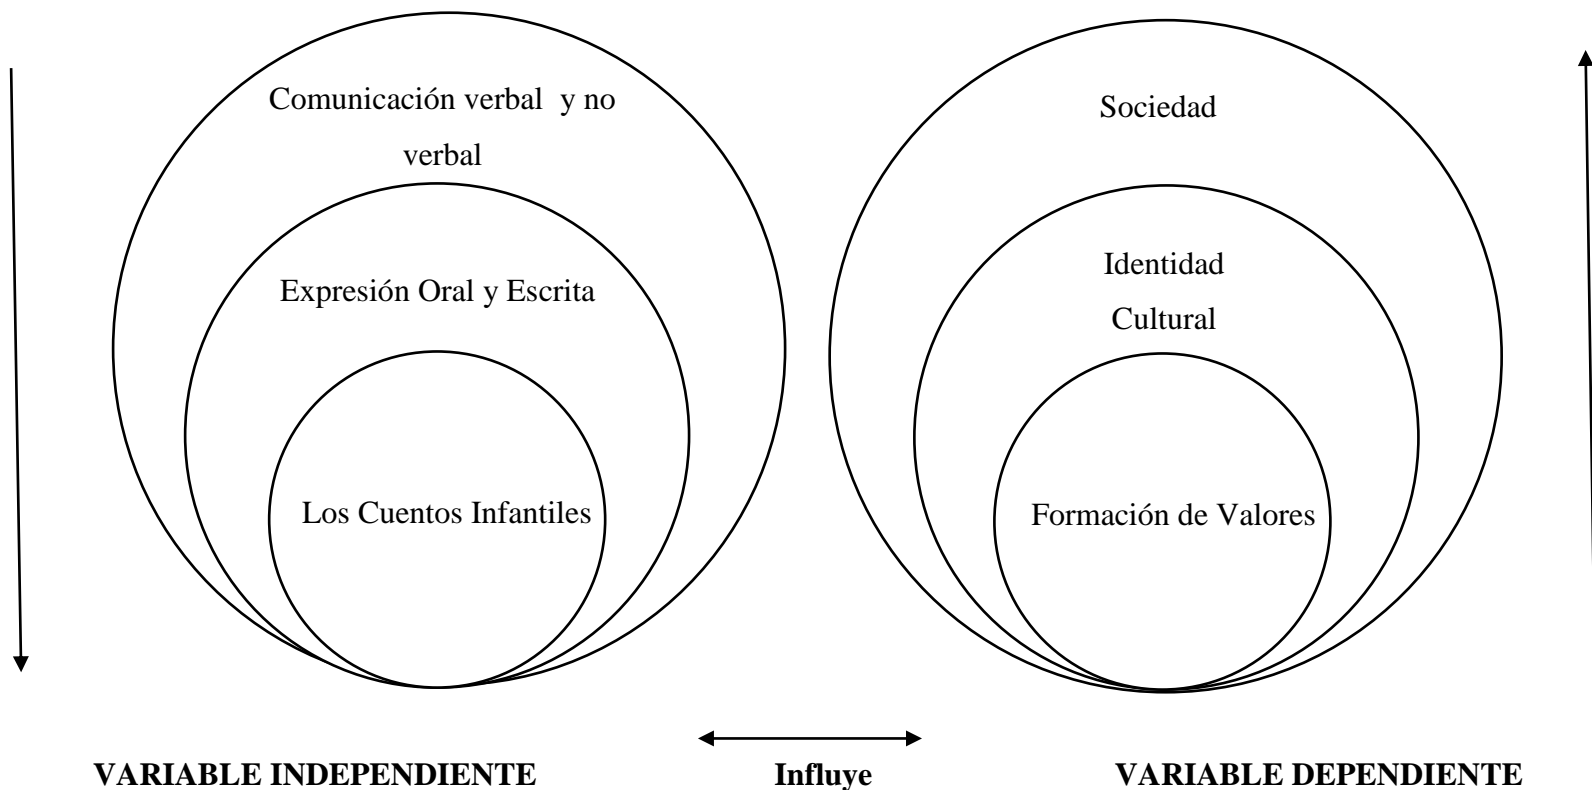 Comunicación verbal y no
verbal
Expresión Oral y Escrita
Los Cuentos Infantiles
Sociedad
Identidad
Cultural
Formación de Valores
VARIABLE INDEPENDIENTE
Influye
VARIABLE DEPENDIENTE